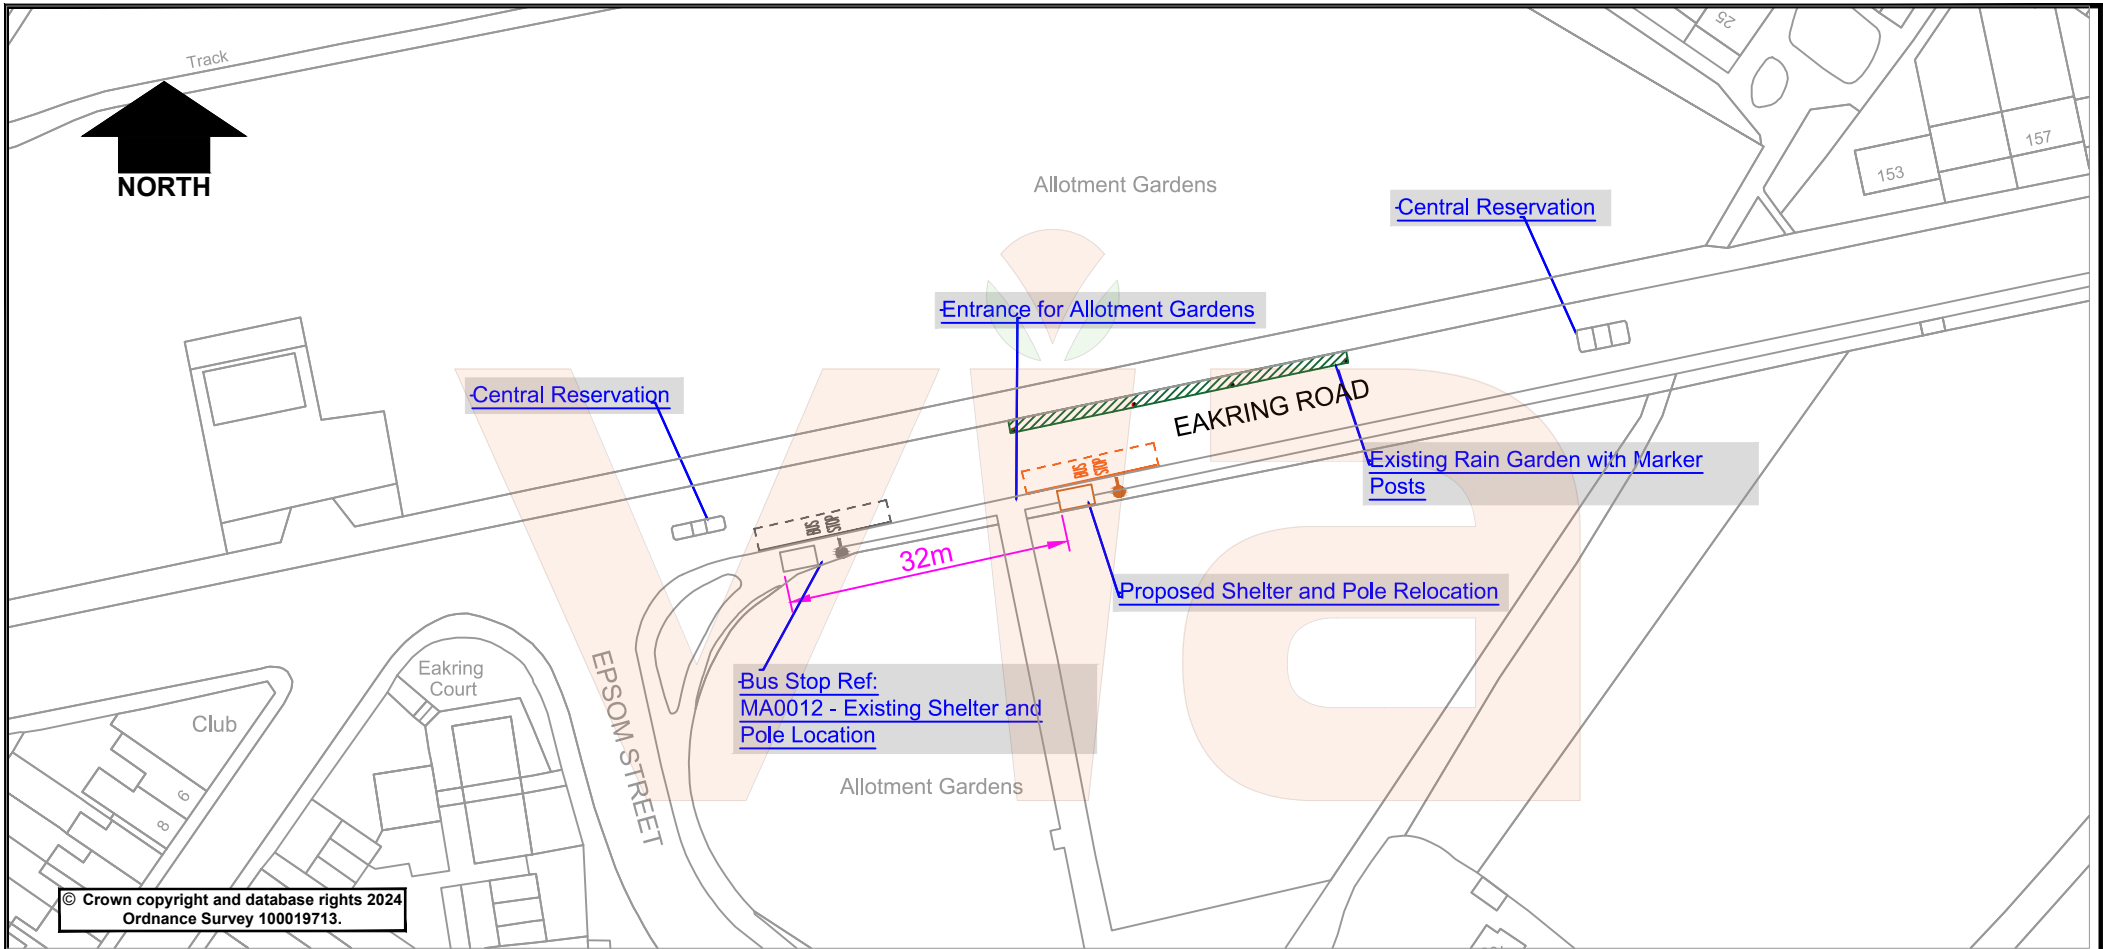 Track
25
NORTH
157
153
Allotment Gardens
Central Reservation
Entrance for Allotment Gardens
Central Reservation
EAKRING ROAD
Existing Rain Garden with Marker
Posts
BUS
STOP
BUS
STOP
32m
Proposed Shelter and Pole Relocation
EPSOM STREET
Eakring
Court
Bus Stop Ref:
MA0012 - Existing Shelter and
Pole Location
Club
Allotment Gardens
6
8
© Crown copyright and database rights 2024
Ordnance Survey 100019713.
via